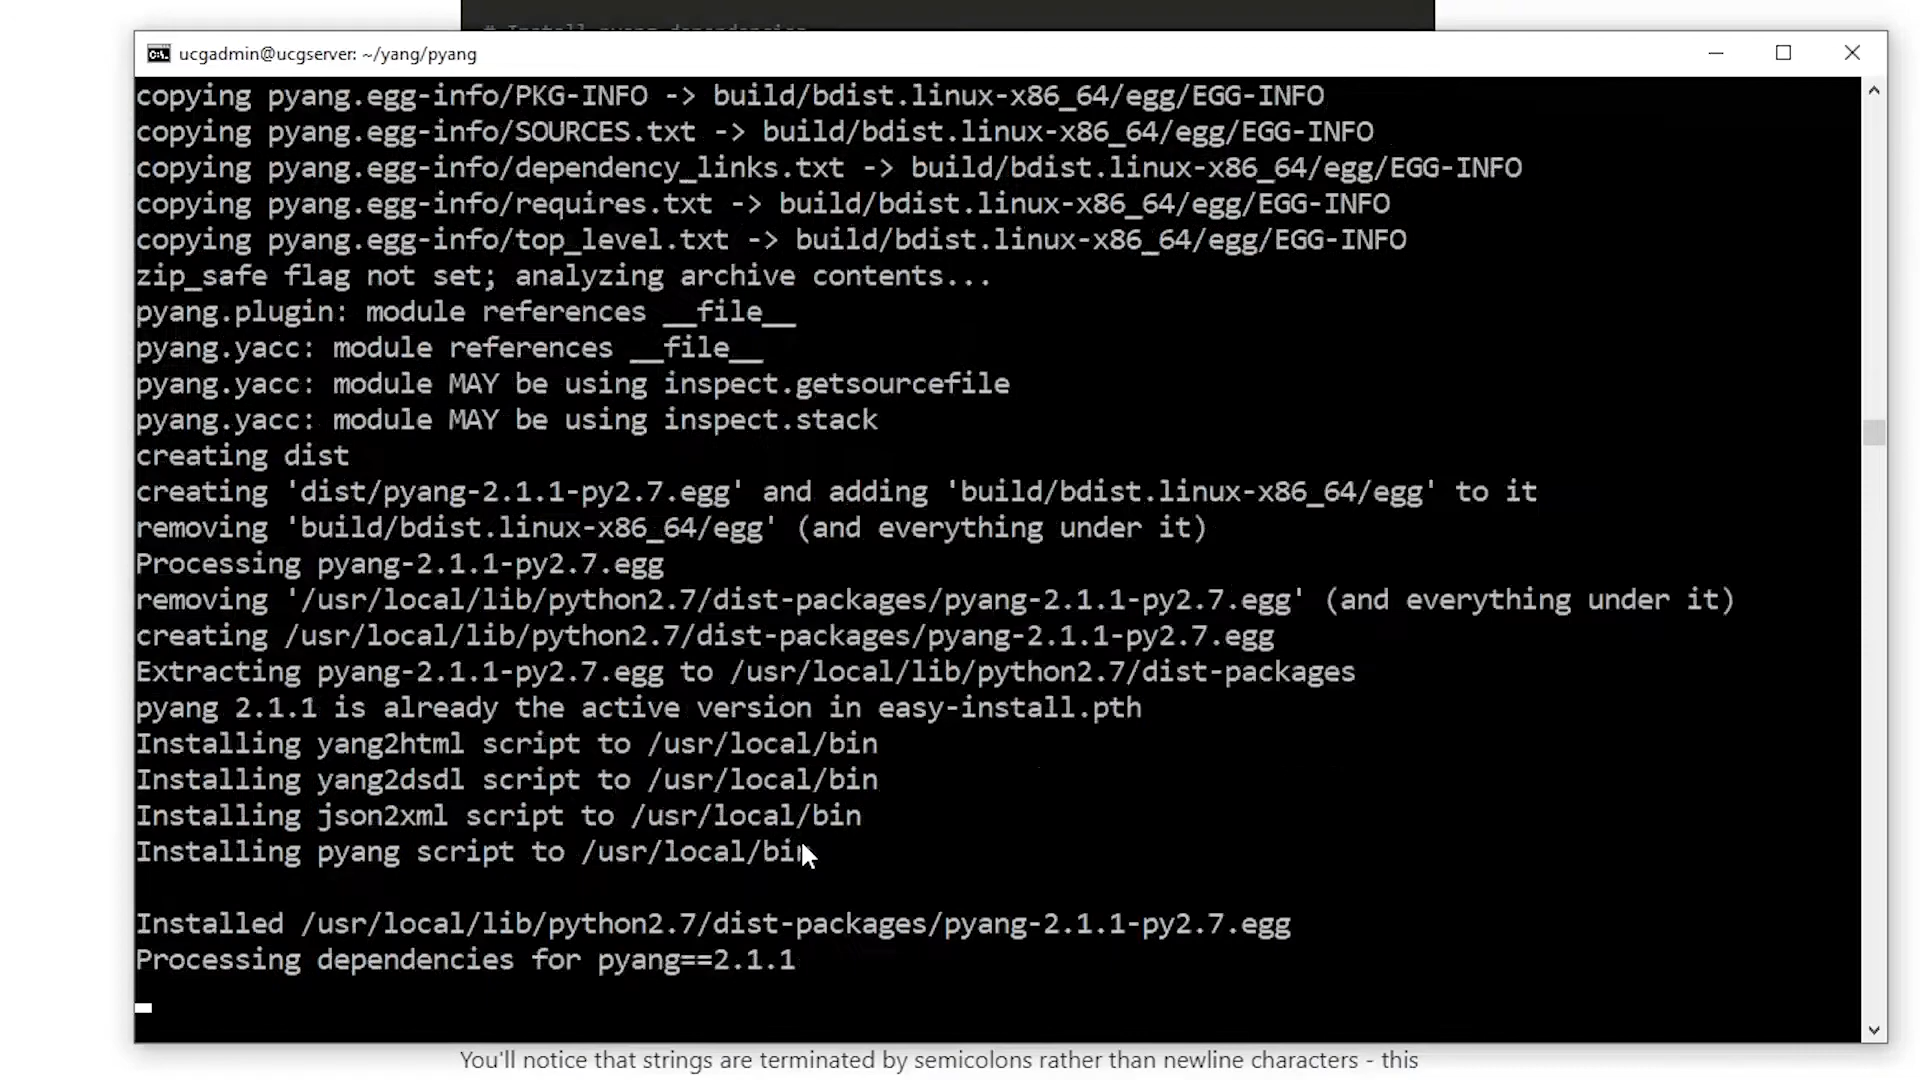 # Install pyang dependencies
ucgadmin@ucgserver: ~/yang/pyang
copying pyang.egg-info/PKG-INFO -> build/bdist.linux-x86_64/egg/EGG-INFO
copying pyang.egg-info/SOURCES.txt -> build/bdist.linux-x86_64/egg/EGG-INFO
copying pyang.egg-info/dependency_links.txt -> build/bdist.linux-x86_64/egg/EGG-INFO
copying pyang.egg-info/requires.txt -> build/bdist.linux-x86_64/egg/EGG-INFO
copying pyang.egg-info/top_level.txt -> build/bdist.linux-x86_64/egg/EGG-INFO
zip_safe flag not set; analyzing archive contents...
pyang.plugin: module references __file__
pyang.yacc: module references __file__
pyang.yacc: module MAY be using inspect.getsourcefile
pyang.yacc: module MAY be using inspect.stack
creating dist
creating 'dist/pyang-2.1.1-py2.7.egg' and adding 'build/bdist.linux-x86_64/egg' to it
removing 'build/bdist.linux-x86_64/egg' (and everything under it)
Processing pyang-2.1.1-py2.7.egg
removing '/usr/local/lib/python2.7/dist-packages/pyang-2.1.1-py2.7.egg' (and everything under it)
creating /usr/local/lib/python2.7/dist-packages/pyang-2.1.1-py2.7.egg
Extracting pyang-2.1.1-py2.7.egg to /usr/local/lib/python2.7/dist-packages
pyang 2.1.1 is already the active version in easy-install.pth
Installing yang2html script to /usr/local/bin
Installing yang2dsdl script to /usr/local/bin
Installing json2xml script to /usr/local/bin
Installing pyang script to /usr/local/bin

Installed /usr/local/lib/python2.7/dist-packages/pyang-2.1.1-py2.7.egg
Processing dependencies for pyang==2.1.1
You'll notice that strings are terminated by semicolons rather than newline characters - this